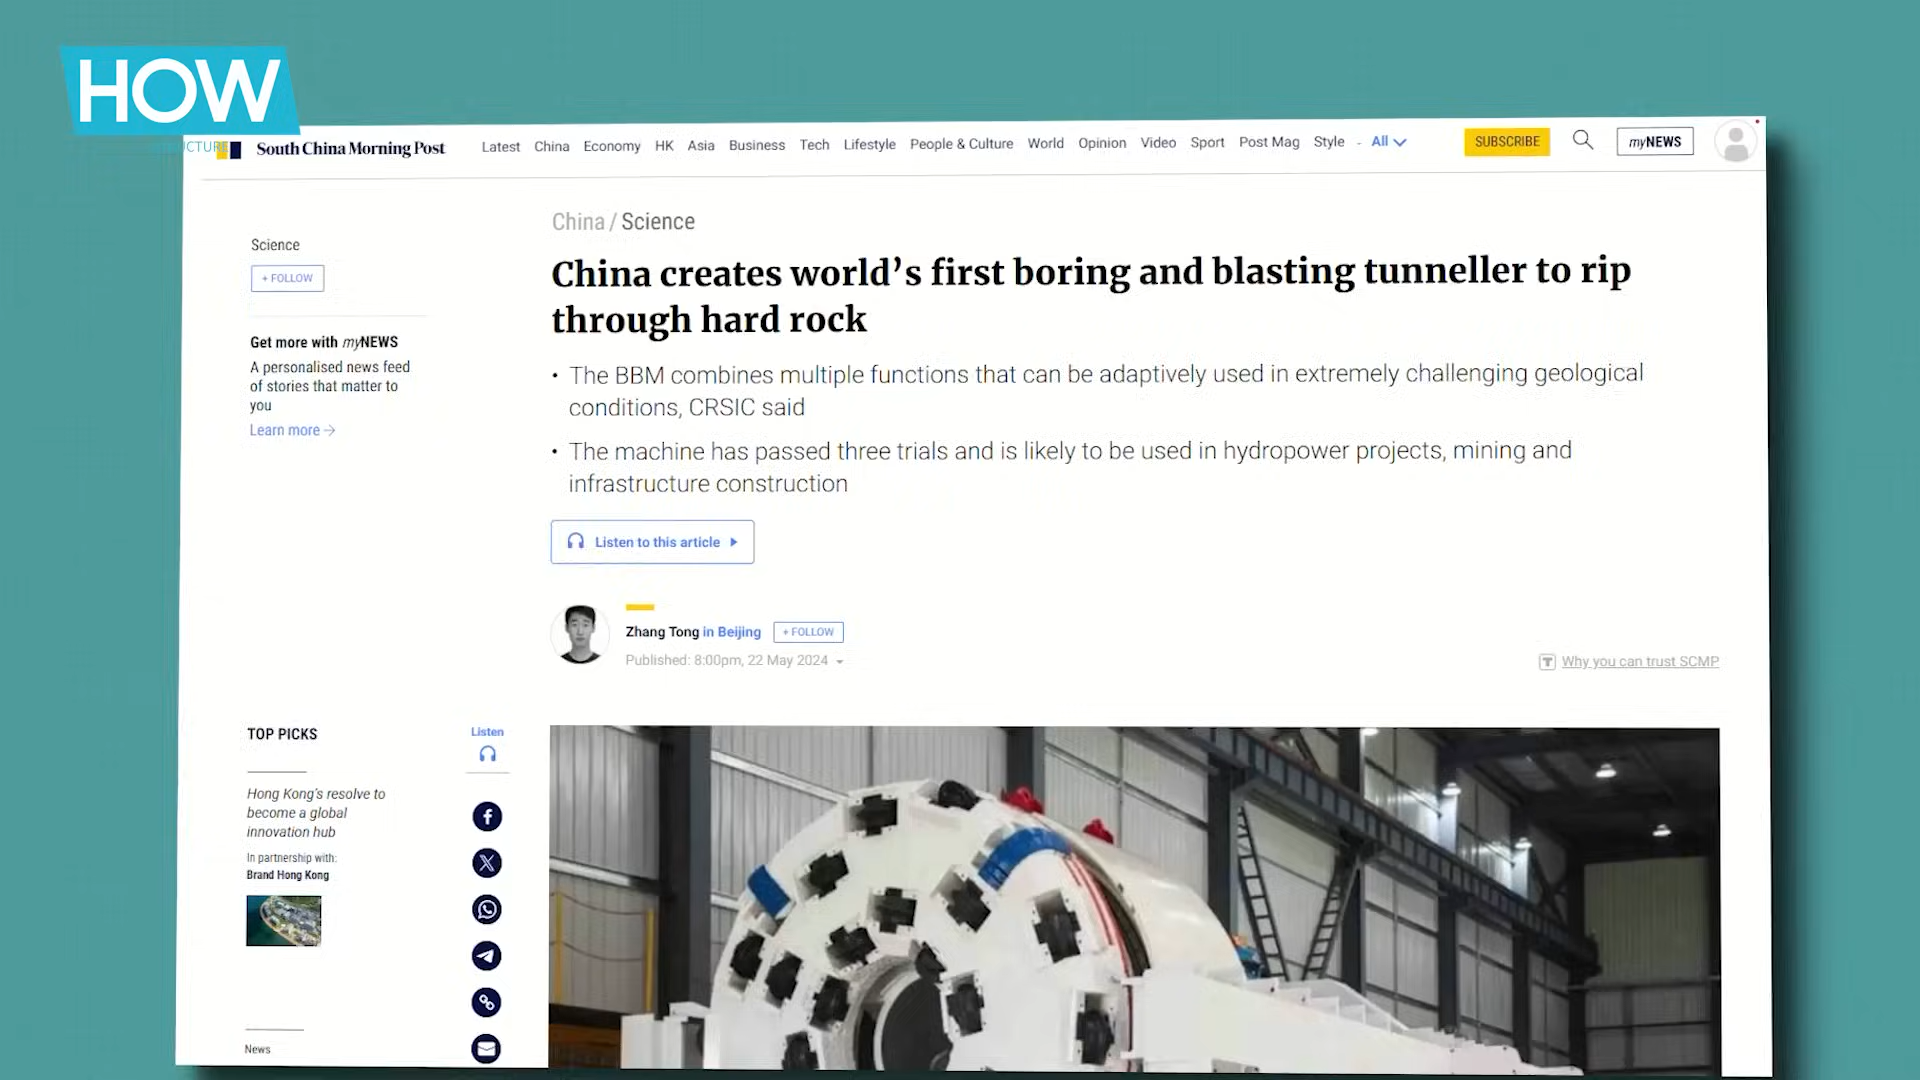 HOW
UCTURE
South China Morning Post
Latest China Economy HK Asia Business Tech Lifestyle People & Culture World Opinion Video Sport Post Mag Style - All
SUBSCRIBE
myNEWS
China / Science
Science
+ FOLLOW
China creates world’s first boring and blasting tunneller to rip
through hard rock
Get more with myNEWS
A personalised news feed
of stories that matter to
you
Learn more
• The BBM combines multiple functions that can be adaptively used in extremely challenging geological
conditions, CRSIC said
• The machine has passed three trials and is likely to be used in hydropower projects, mining and
infrastructure construction
Listen to this article
Zhang Tong in Beijing
+ FOLLOW
Published: 8:00pm, 22 May 2024
Why you can trust SCMP
TOP PICKS
Listen
Hong Kong's resolve to
become a global
innovation hub
In partnership with:
Brand Hong Kong
News